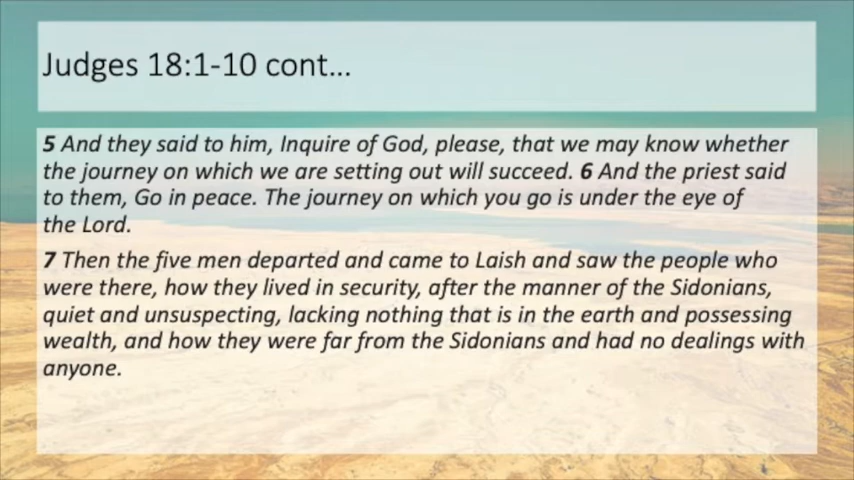 Judges 18:1-10 cont...
5 And they said to him, Inquire of God, please, that we may know whether
the journey on which we are setting out will succeed. 6 And the priest said
to them, Go in peace. The journey on which you go is under the eye of
the Lord.
7 Then the five men departed and came to Laish and saw the people who
were there, how they lived in security, after the manner of the Sidonians,
quiet and unsuspecting, lacking nothing that is in the earth and possessing
wealth, and how they were far from the Sidonians and had no dealings with
anyone.